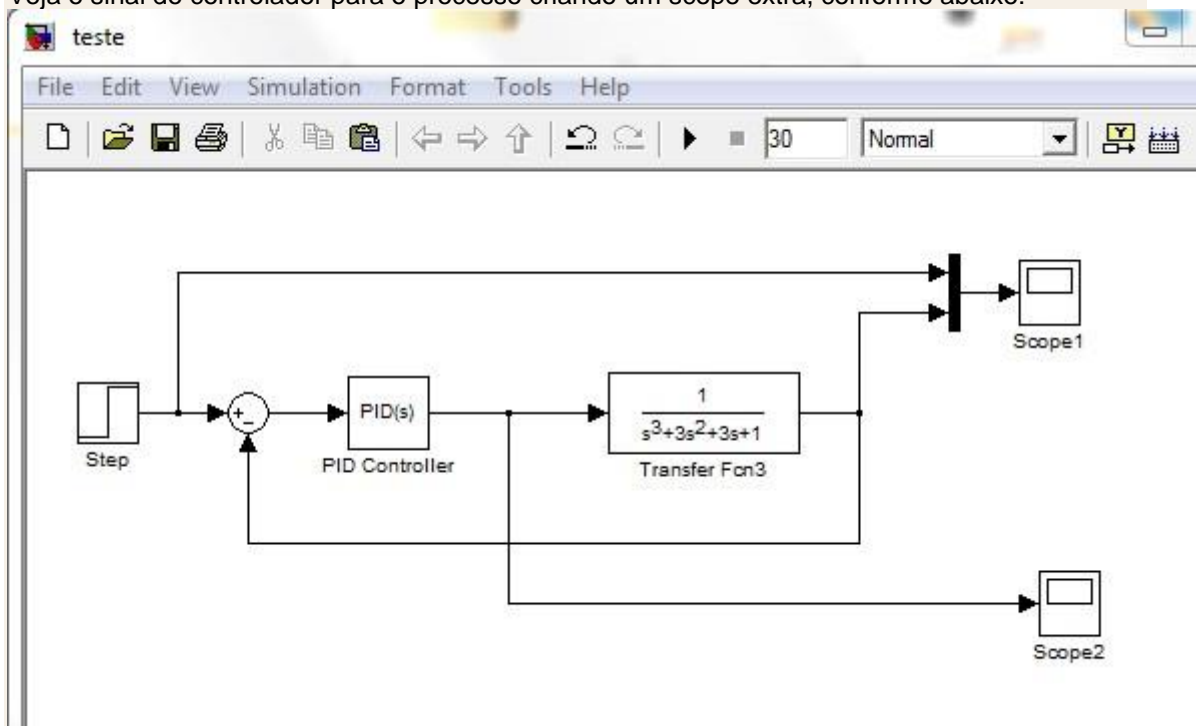 Veja o sinal do controlador para o processo criando um scope extra, conforme abaixo:
teste
File Edit View Simulation Format Tools Help
30 Normal
Scope1
Step
+
-
PID(s)
PID Controller
1
s3+3s2+3s+1
Transfer Fcn3
Scope2